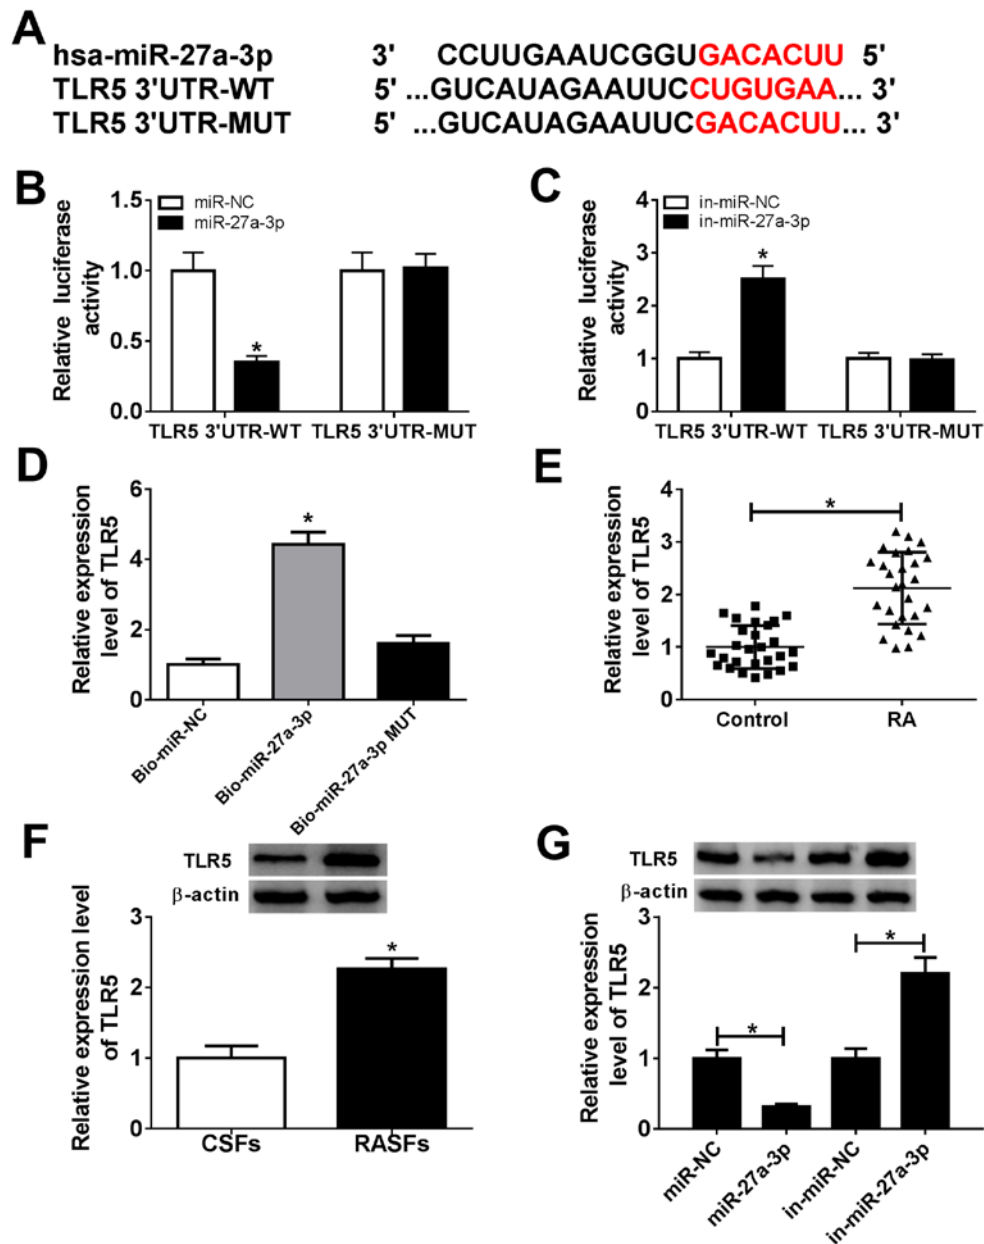 A
hsa-miR-27a-3p 3' CCUUGAAUCGGUGACACUU 5'
TLR5 3'UTR-WT 5' ...GUCAUAGAAUUCCUGUGAA... 3'
TLR5 3'UTR-MUT 5' ...GUCAUAGAAUUCGACACUU... 3'
B
Relative luciferase
activity
1.5
1.0
0.5
0.0
miR-NC
miR-27a-3p
*
TLR5 3'UTR-WT TLR5 3'UTR-MUT
C
Relative luciferase
activity
4
3
2
1
0
in-miR-NC
in-miR-27a-3p
*
TLR5 3'UTR-WT TLR5 3'UTR-MUT
D
Relative expression
level of TLR5
6
4
2
0
*
Bio-miR-NC
Bio-miR-27a-3p
Bio-miR-27a-3p MUT
E
Relative expression
level of TLR5
4
3
2
1
0
*
Control RA
F
TLR5
β-actin
Relative expression level
of TLR5
3
2
1
0
*
CSFs RASFs
G
TLR5
β-actin
Relative expression
level of TLR5
3
2
1
0
*
*
miR-NC
miR-27a-3p
in-miR-NC
in-miR-27a-3p